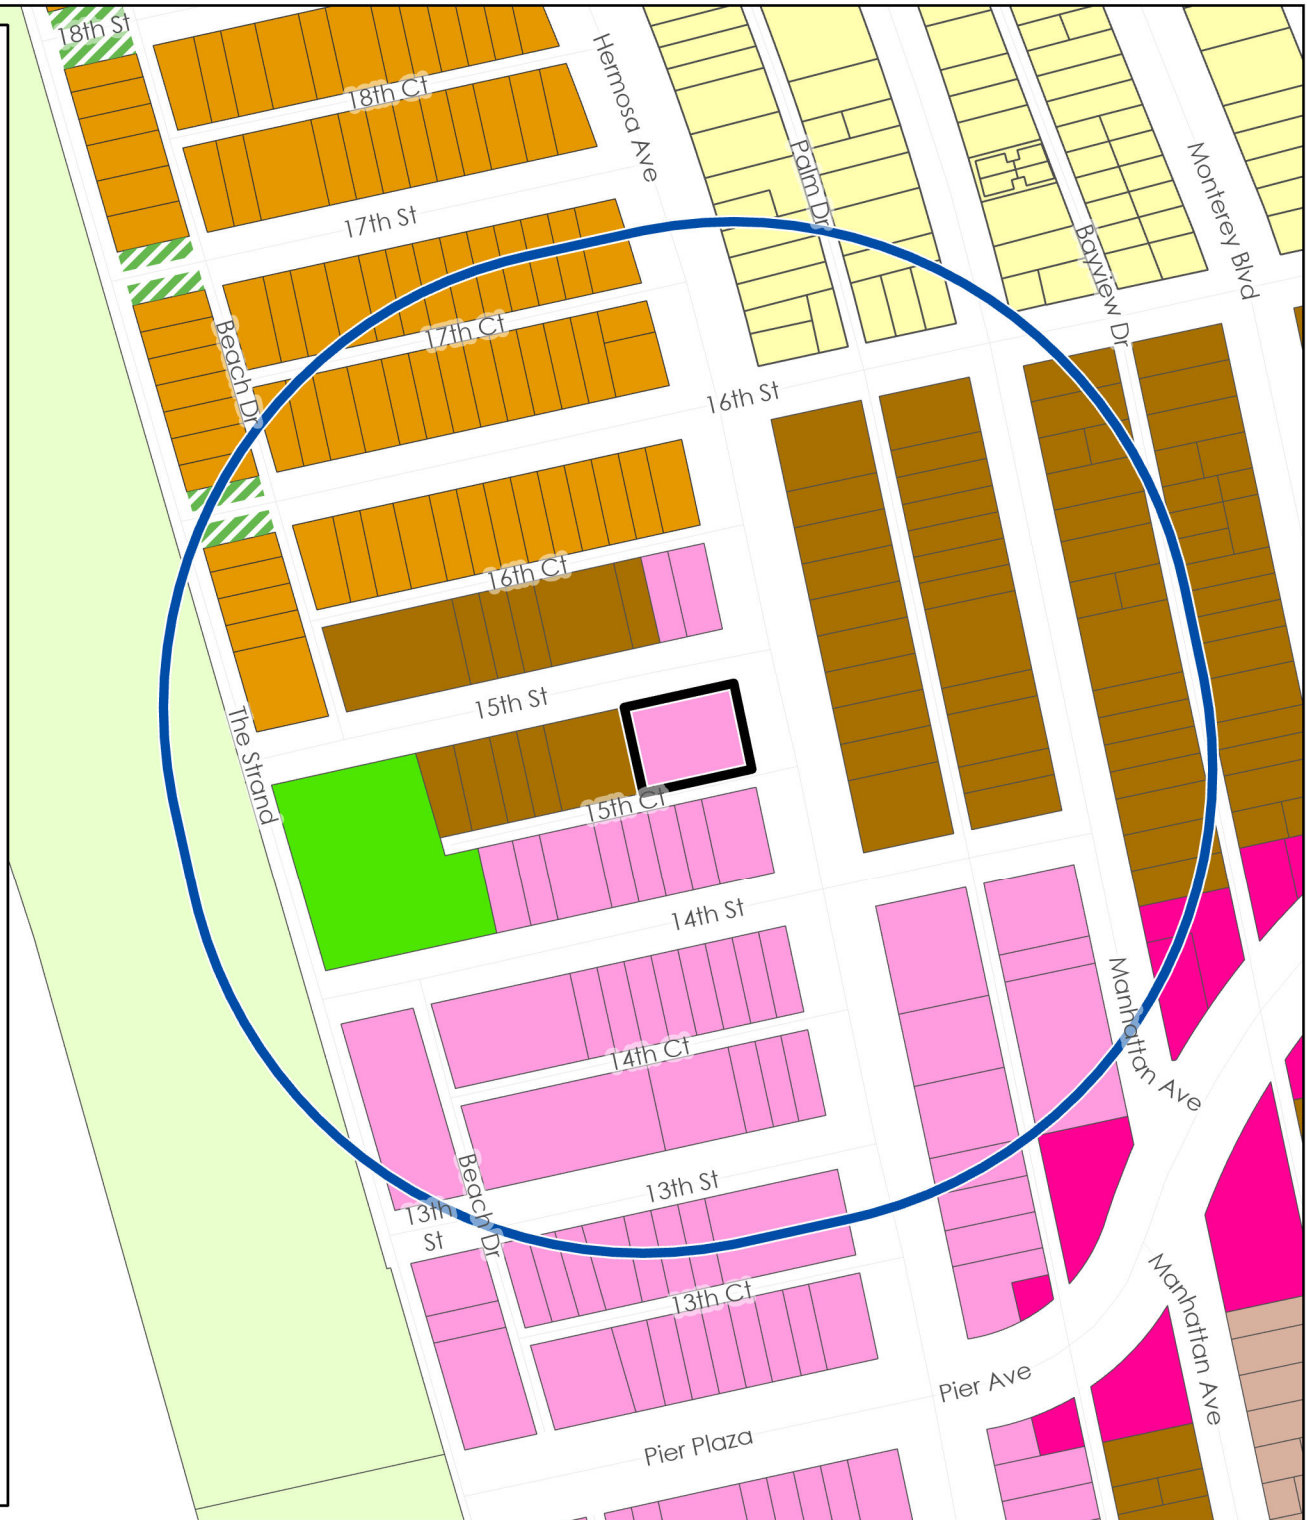 18th St
18th Ct
Hermosa Ave
Palm Dr
Monterey Blvd
17th St
Bayview Dr
17th Ct
Beach Dr
16th St
16th Ct
15th St
The Strand
15th Ct
14th St
Manhattan Ave
14th Ct
Beach Dr
13th St
13th
St
13th Ct
Manhattan Ave
Pier Ave
Pier Plaza